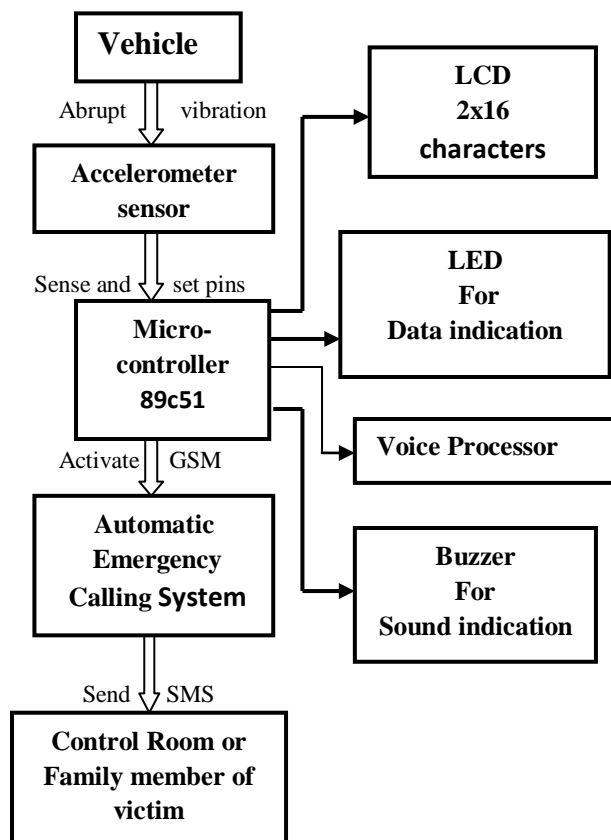 Vehicle
Abrupt vibration
Accelerometer
sensor
Sense and set pins
Micro-
controller
89c51
Activate GSM
Automatic
Emergency
Calling System
Send SMS
Control Room or
Family member of
victim
LCD
2x16
characters
LED
For
Data indication
Voice Processor
Buzzer
For
Sound indication